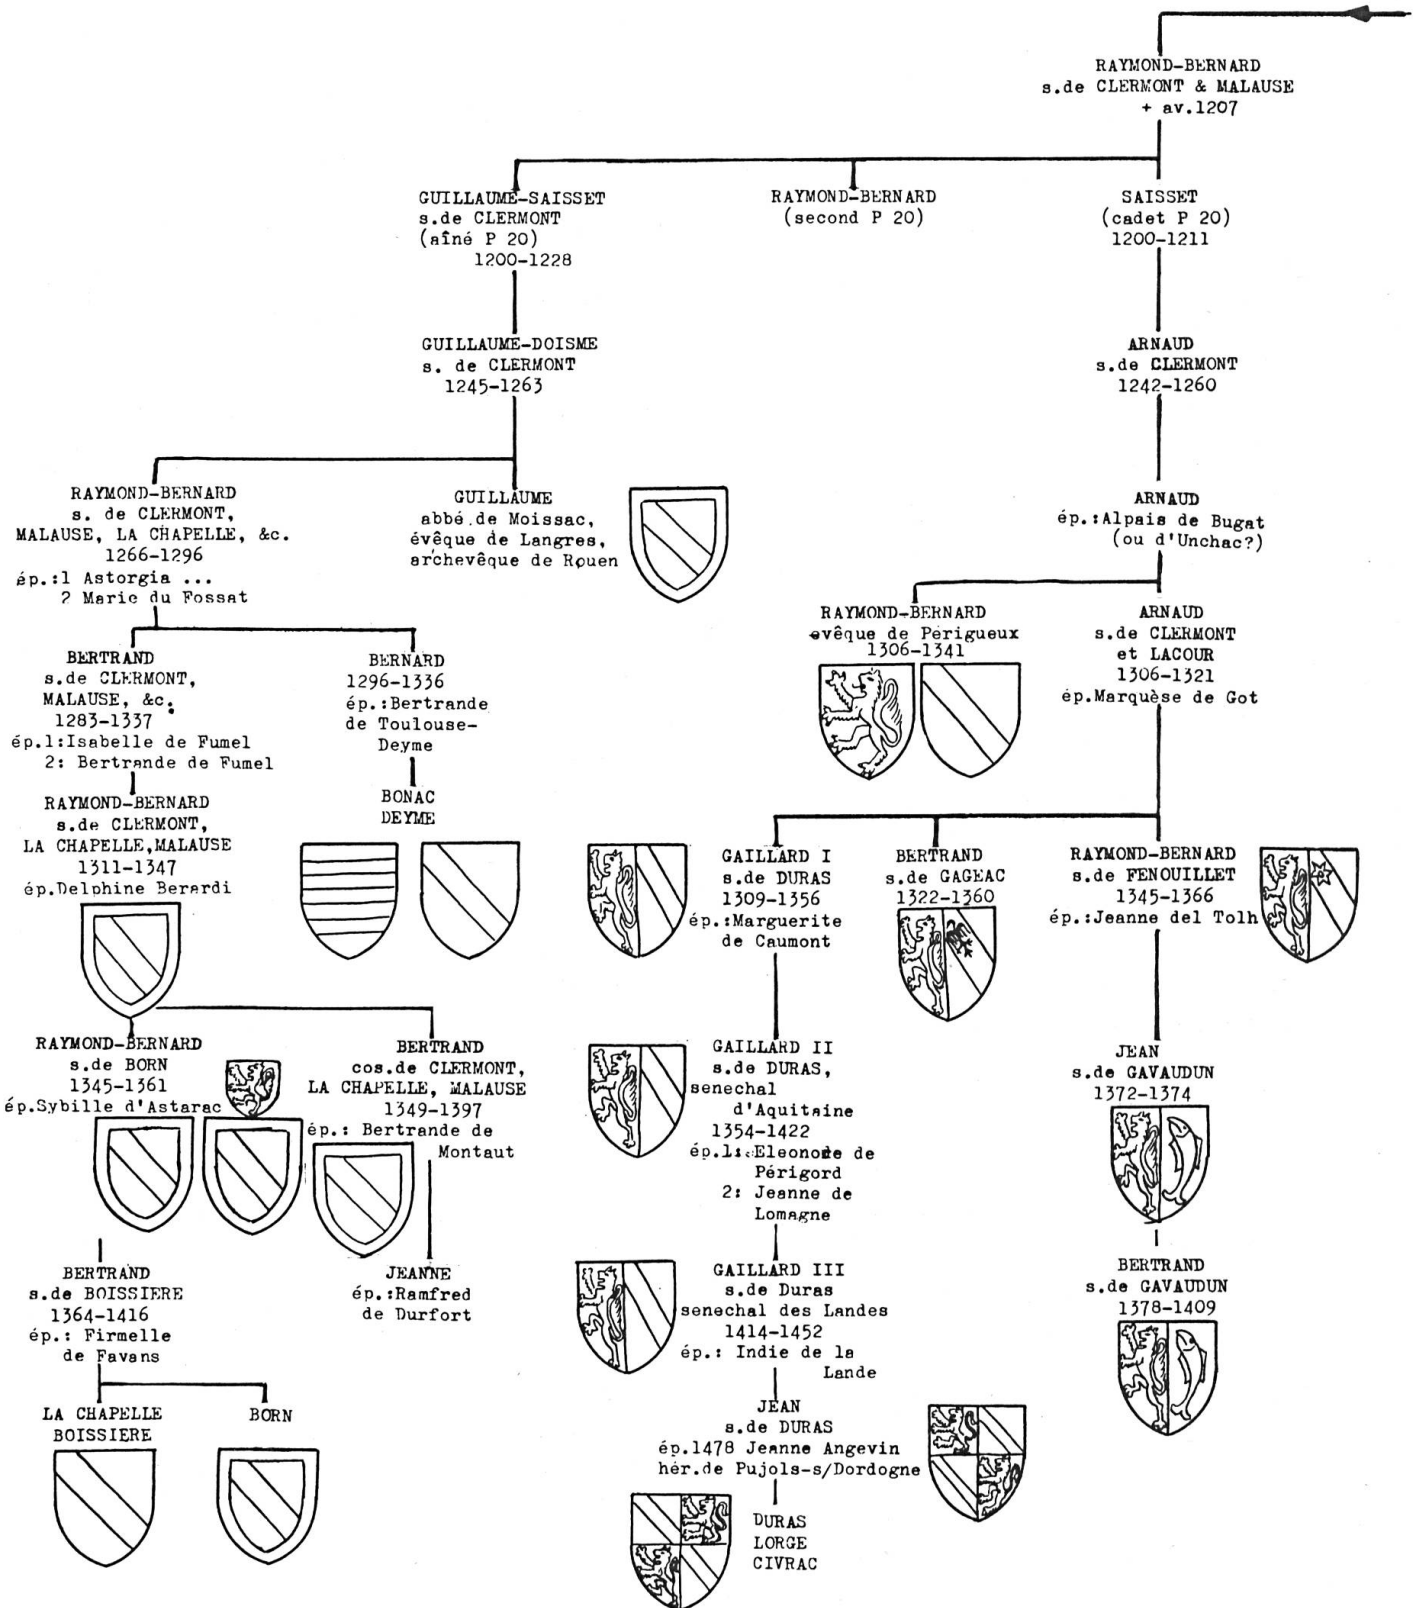 RAYMOND-BERNARD
s.de CLERMONT & MALAUSE
+ av.1207
GUILLAUME-SAISSET
s.de CLERMONT
(aîné P 20)
1200-1228
RAYMOND-BERNARD
(second P 20)
SAISSET
(cadet P 20)
1200-1211
GUILLAUME-DOISME
s. de CLERMONT
1245-1263
ARNAUD
s.de CLERMONT
1242-1260
RAYMOND-BERNARD
s. de CLERMONT,
MALAUSE, LA CHAPELLE, &c.
1266-1296
ép.:1 Astorgia ...
2 Marie du Fossat
GUILLAUME
abbé de Moissac,
évêque de Langres,
archevêque de Rouen
ARNAUD
ép.:Alpais de Bugat
(ou d'Unchac?)
BERTRAND
s.de CLERMONT,
MALAUSE, &c.
1283-1337
ép.1:Isabelle de Fumel
2: Bertrande de Fumel
BERNARD
1296-1336
ép.:Bertrande
de Toulouse-
Deyme
RAYMOND-BERNARD
evêque de Périgueux
1306-1341
ARNAUD
s.de CLERMONT
et LACOUR
1306-1321
ép.Marquèse de Got
RAYMOND-BERNARD
s.de CLERMONT,
LA CHAPELLE,MALAUSE
1311-1347
ép.Delphine Berardi
BONAC
DEYME
GAILLARD I
s.de DURAS
1309-1356
ép.:Marguerite
de Caumont
BERTRAND
s.de GAGEAC
1322-1360
RAYMOND-BERNARD
s.de FENOUILLET
1345-1366
ép.:Jeanne del Tolh
RAYMOND-BERNARD
s.de BORN
1345-1361
ép.Sybille d'Astarac
BERTRAND
cos.de CLERMONT,
LA CHAPELLE, MALAUSE
1349-1397
ép.: Bertrande de
Montaut
GAILLARD II
s.de DURAS,
senechal
d'Aquitaine
1354-1422
ép.1:Eleonore de
Périgord
2: Jeanne de
Lomagne
JEAN
s.de GAVAUDUN
1372-1374
BERTRAND
s.de BOISSIERE
1364-1416
ép.: Firmelle
de Favans
JEANNE
ép.:Ramfred
de Durfort
GAILLARD III
s.de Duras
senechal des Landes
1414-1452
ép.: Indie de la
Lande
BERTRAND
s.de GAVAUDUN
1378-1409
LA CHAPELLE
BOISSIERE
BORN
JEAN
s.de DURAS
ép.1478 Jeanne Angevin
hér.de Pujols-s/Dordogne
DURAS
LORGE
CIVRAC